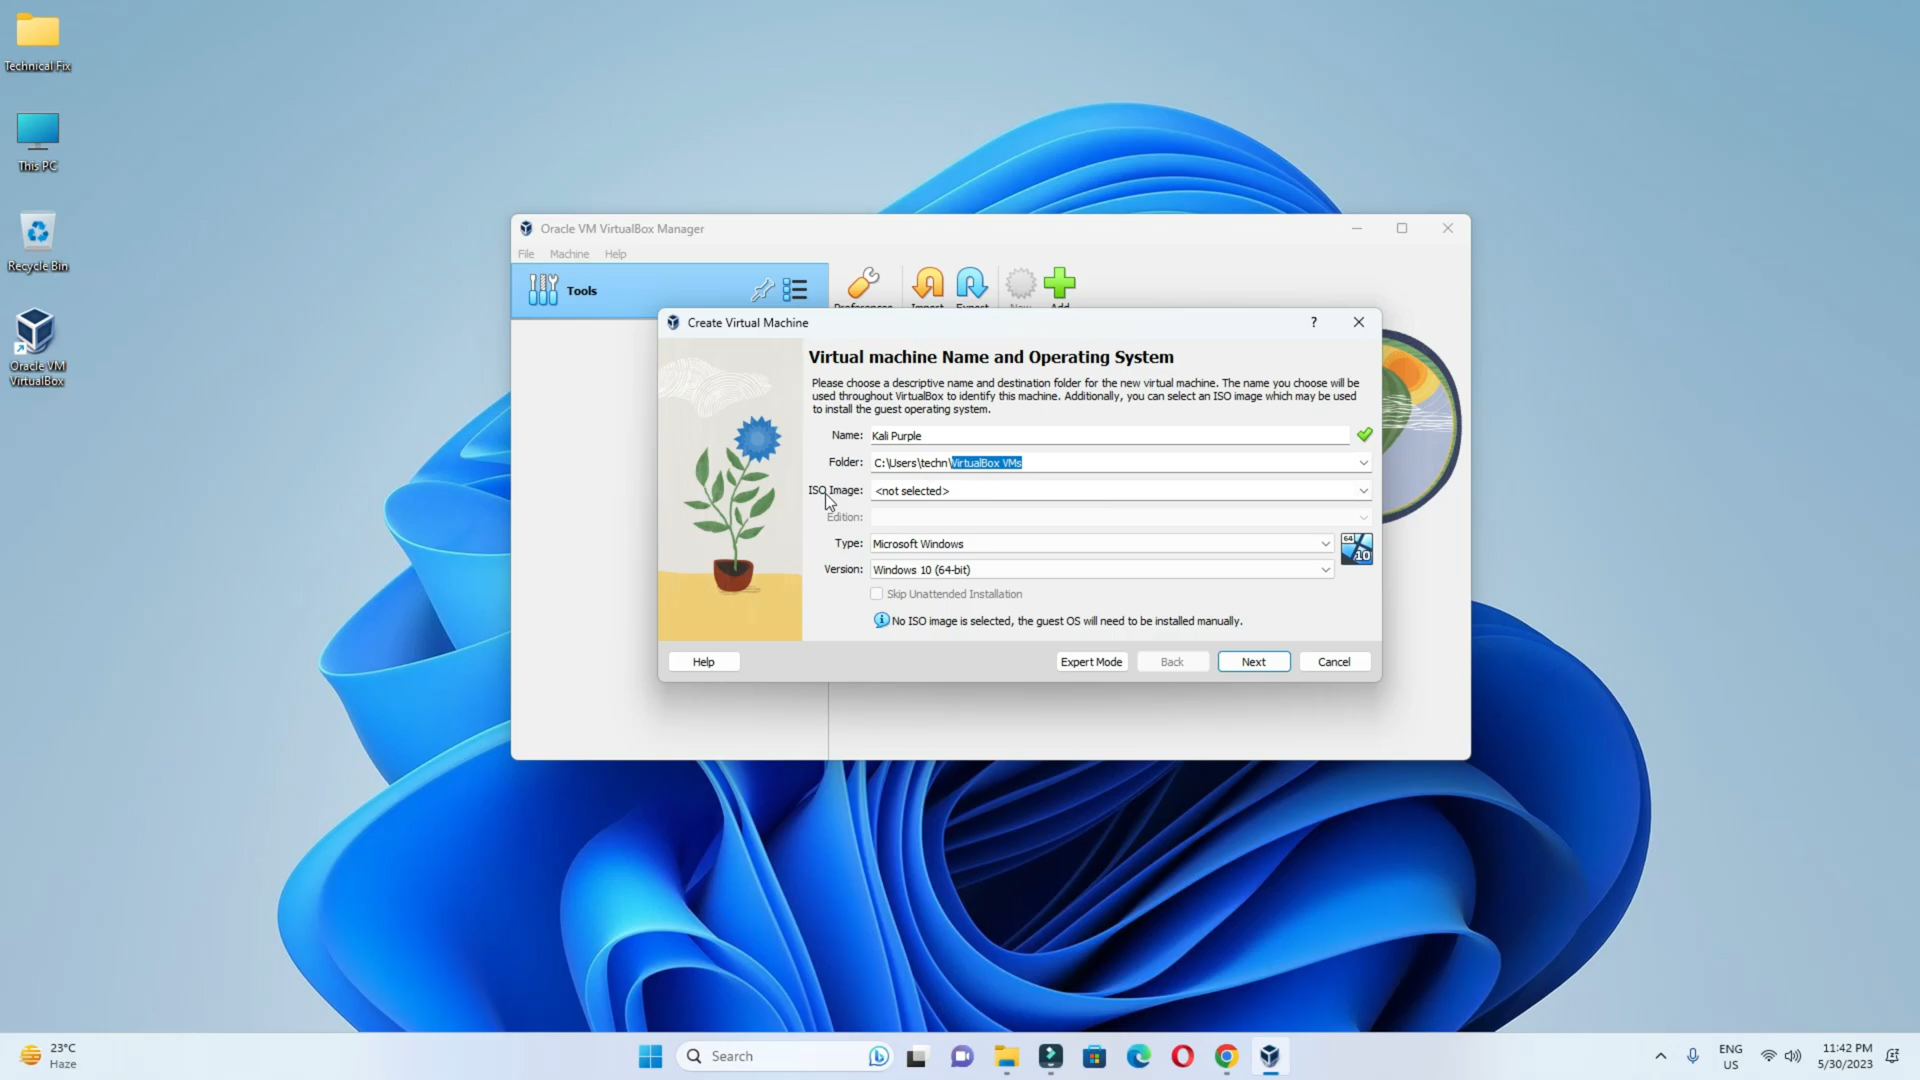 Technical Fix
This PC
Recycle Bin
Oracle VM
VirtualBox
Oracle VM VirtualBox Manager
File Machine Help
Tools
Preferences Import Export New Add
Create Virtual Machine
?
Virtual machine Name and Operating System
Please choose a descriptive name and destination folder for the new virtual machine. The name you choose will be
used throughout VirtualBox to identify this machine. Additionally, you can select an ISO image which may be used
to install the guest operating system.
Name: Kali Purple
Folder: C:\Users\techn\VirtualBox VMs
ISO Image: <not selected>
Edition:
Type: Microsoft Windows
64
10
Version: Windows 10 (64-bit)
Skip Unattended Installation
No ISO image is selected, the guest OS will need to be installed manually.
Help Expert Mode Back Next Cancel
23°C
Haze
Search
ENG
US
11:42 PM
5/30/2023